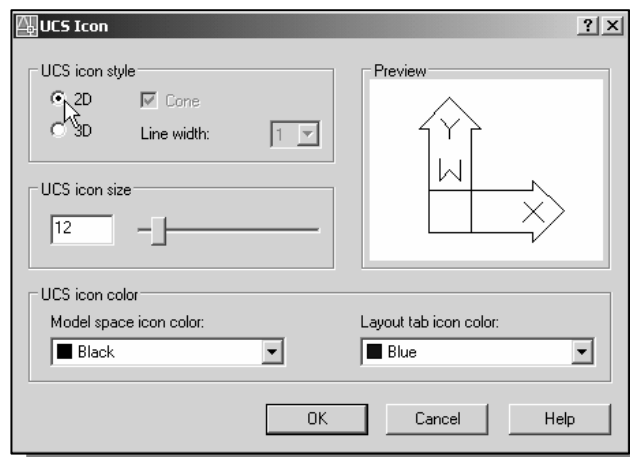 UCS Icon ? X
UCS icon style
2D
Cone
3D
Line width: 1
Preview
Y
W
X
UCS icon size
12
UCS icon color
Model space icon color:
Black
Layout tab icon color:
Blue
OK Cancel Help